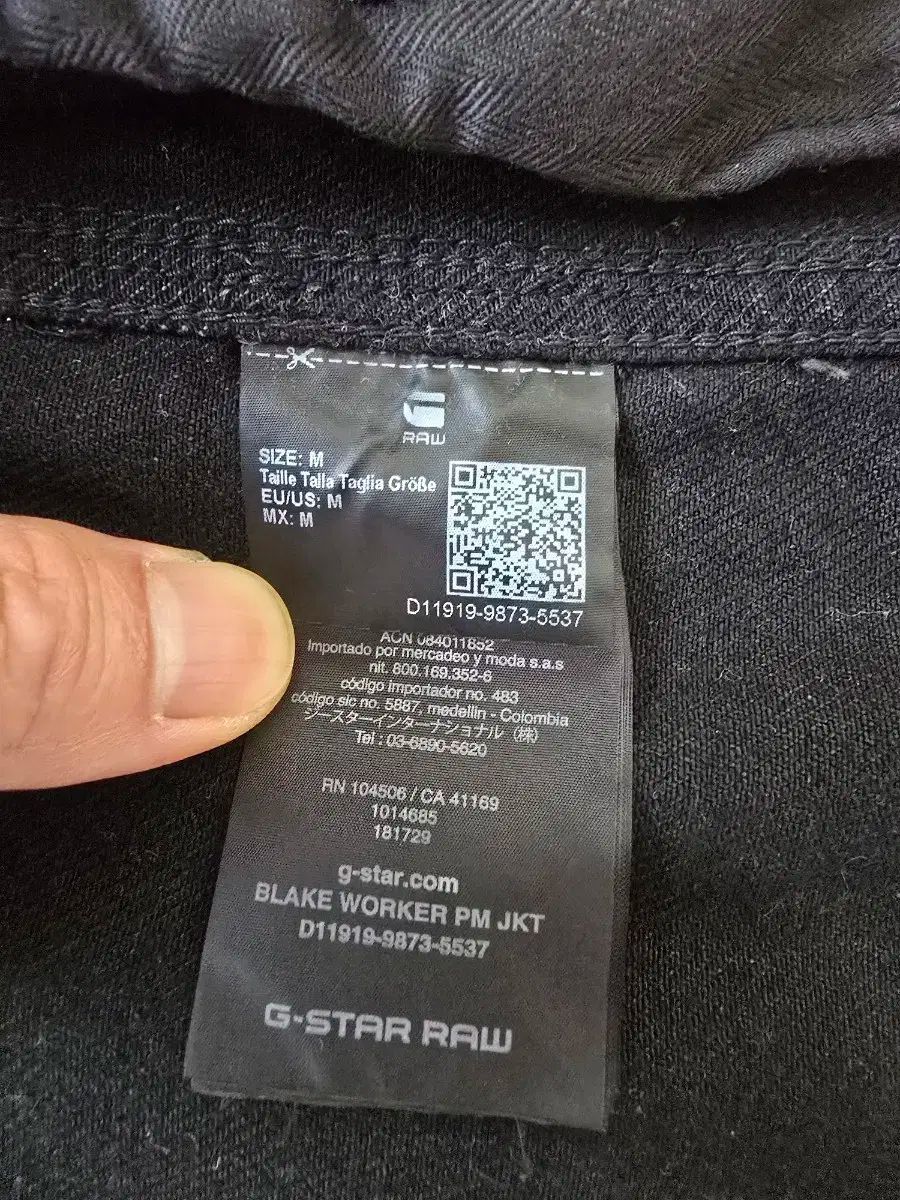 RAW
SIZE: M
Taille Talla Taglia Größe
EU/US: M
MX: M
D11919-9873-5537
ACN 084011852
Importado por mercadeo y moda s.a.s
nit. 800.169.352-6
código importador no. 483
código sic no. 5887, medellin - Colombia
ジースターインターナショナル（株）
Tel : 03-6890-5620
RN 104506 / CA 41169
1014685
181729
g-star.com
BLAKE WORKER PM JKT
D11919-9873-5537
G-STAR RAW